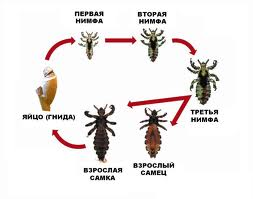 ПЕРВАЯ
НИМФА
ВТОРАЯ
НИМФА
ТРЕТЬЯ
НИМФА
ВЗРОСЛЫЙ
САМЕЦ
ВЗРОСЛАЯ
САМКА
ЯЙЦО (ГНИДА)